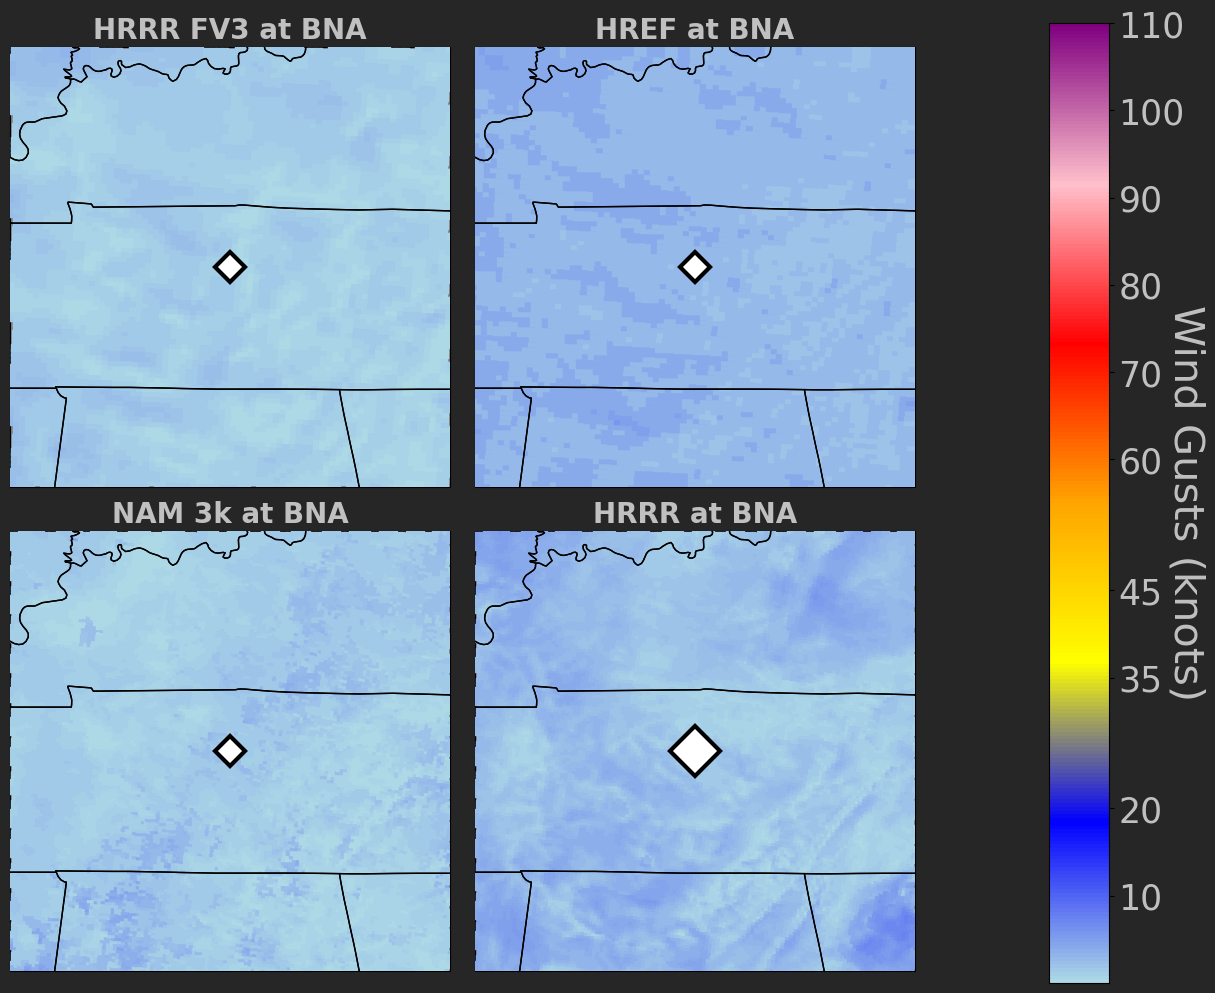 HRRR FV3 at BNA
HREF at BNA
NAM 3k at BNA
HRRR at BNA
110
100
90
80
70
60
45
35
20
10
Wind Gusts (knots)